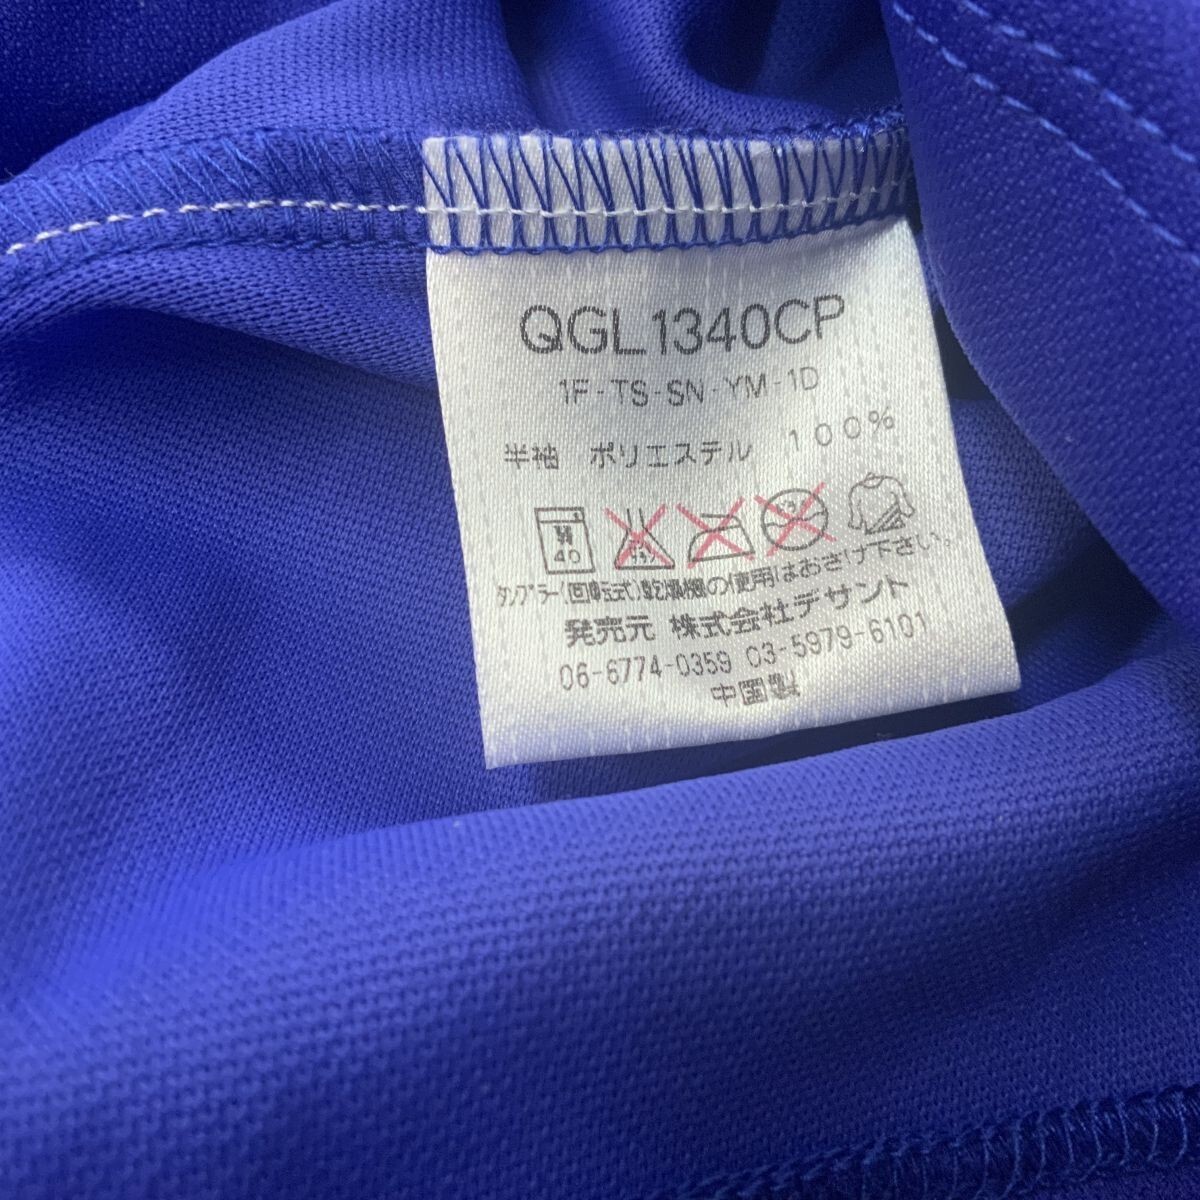 QGL1340CP
1F-TS-SN-YM-1D
半袖 ポリエステル 100%
弱
40
タンブラー(回転式)乾燥機の使用はおさけ下さい。
発売元 株式会社デサント
06-6774-0359 03-5979-6101
中国製